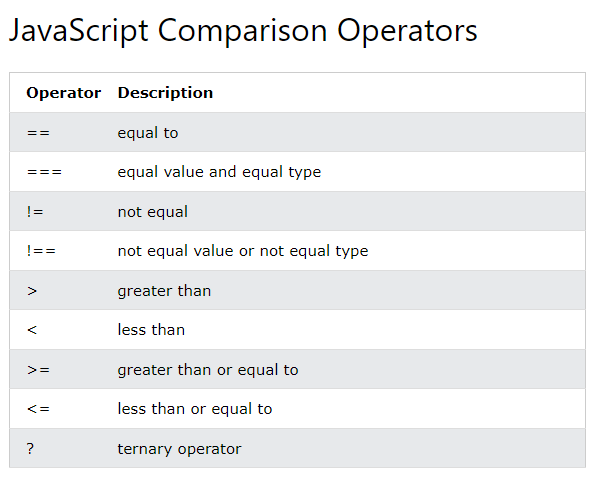 JavaScript Comparison Operators
Operator Description
== equal to
=== equal value and equal type
!= not equal
!== not equal value or not equal type
> greater than
< less than
>= greater than or equal to
<= less than or equal to
? ternary operator